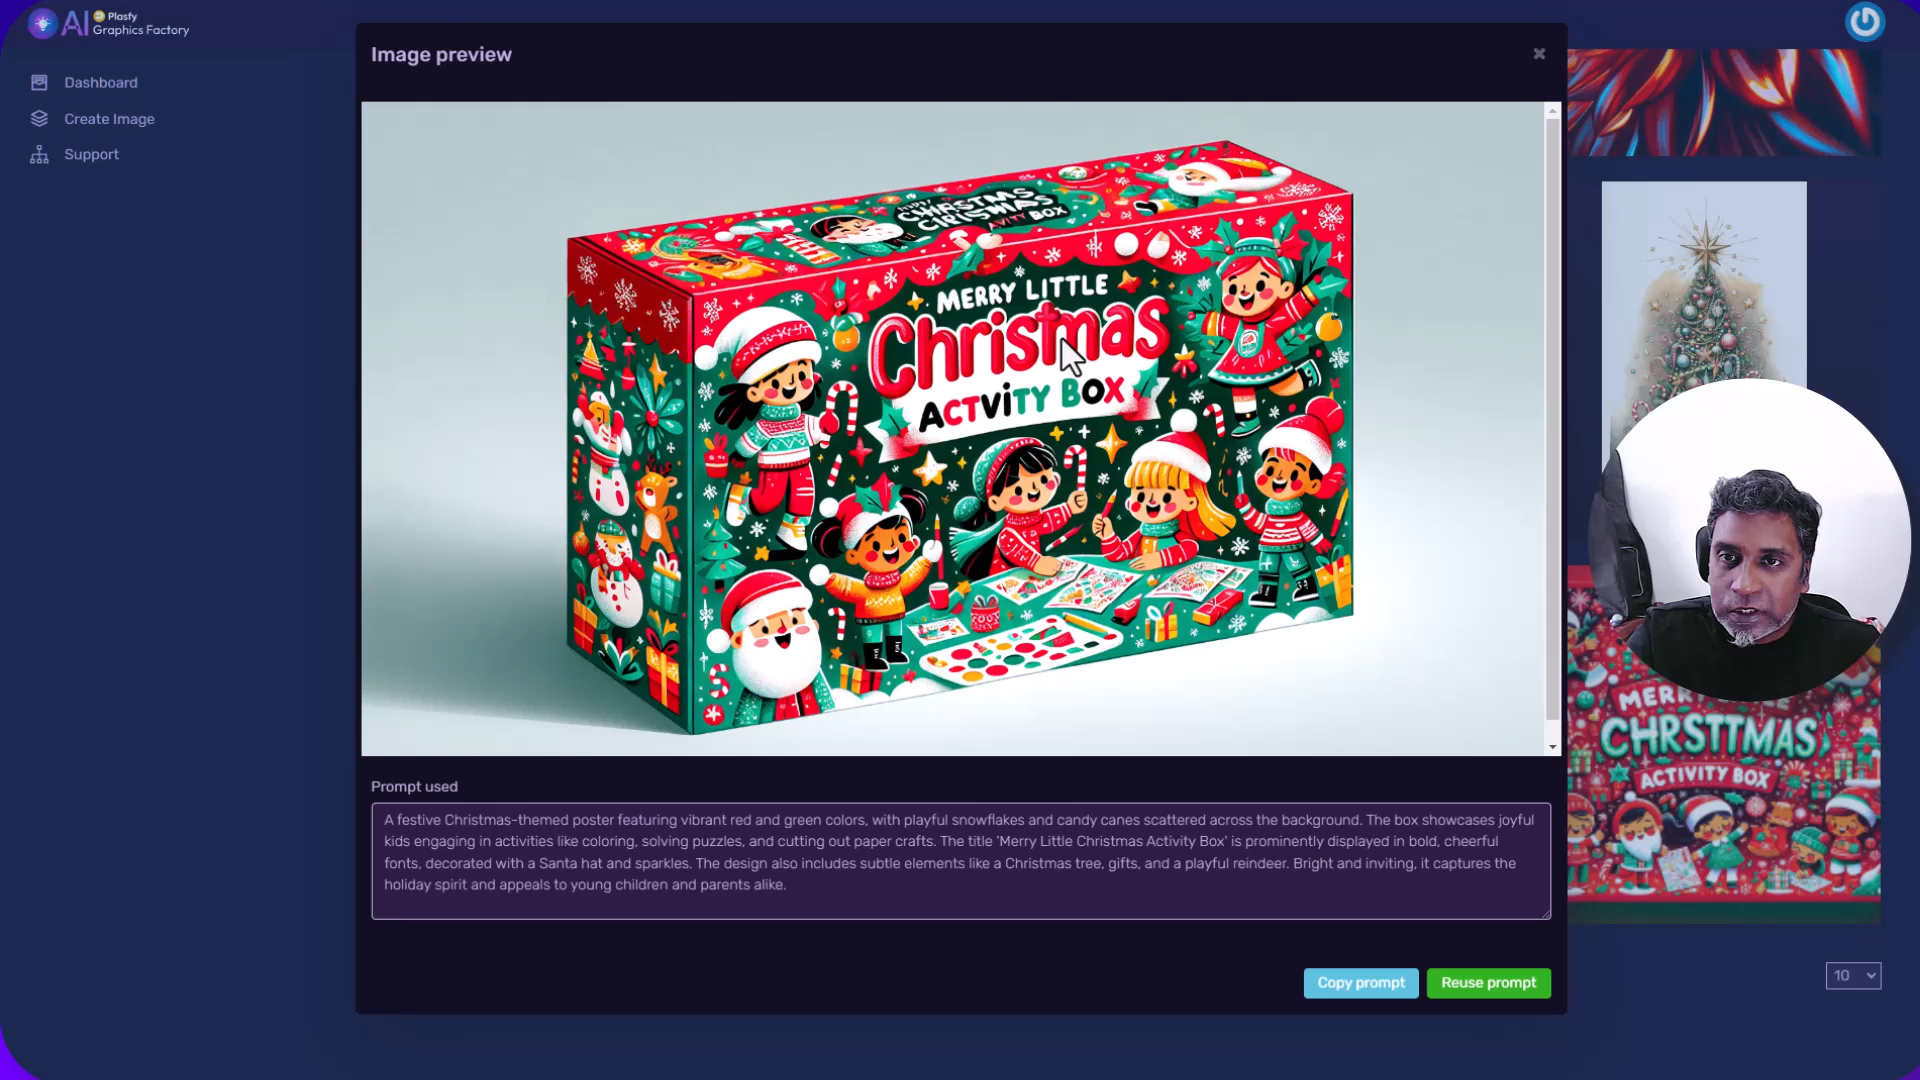 AI Plasfy
Graphics Factory
Image preview
Dashboard
Create Image
Support
CHRSTMS
CRISTMAS
AVITY BOX
MERRY LITTLE
Christmas
ACTVITY BOX
Prompt used
A festive Christmas-themed poster featuring vibrant red and green colors, with playful snowflakes and candy canes scattered across the background. The box showcases joyful
kids engaging in activities like coloring, solving puzzles, and cutting out paper crafts. The title 'Merry Little Christmas Activity Box' is prominently displayed in bold, cheerful
fonts, decorated with a Santa hat and sparkles. The design also includes subtle elements like a Christmas tree, gifts, and a playful reindeer. Bright and inviting, it captures the
holiday spirit and appeals to young children and parents alike.
Copy prompt
Reuse prompt
CHRSTTMAS
ACTIVITY BOX
10